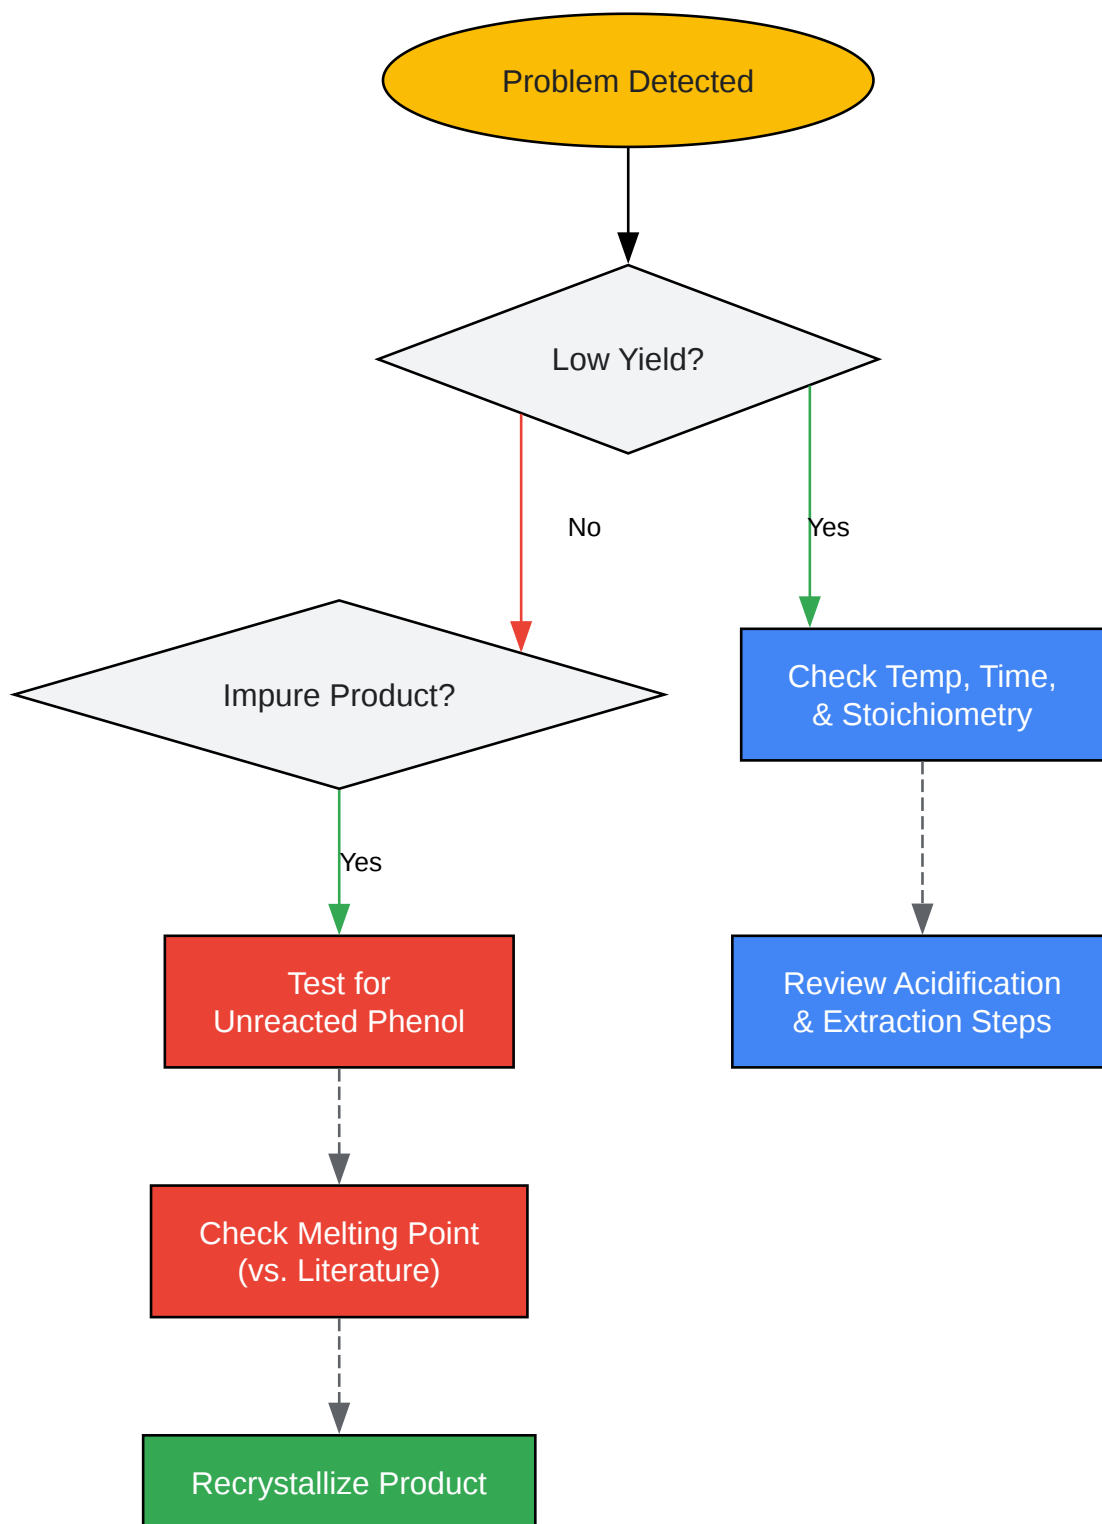 Problem Detected
Low Yield?
No
Yes
Impure Product?
Check Temp, Time,
& Stoichiometry
Yes
Test for
Unreacted Phenol
Review Acidification
& Extraction Steps
Check Melting Point
(vs. Literature)
Recrystallize Product